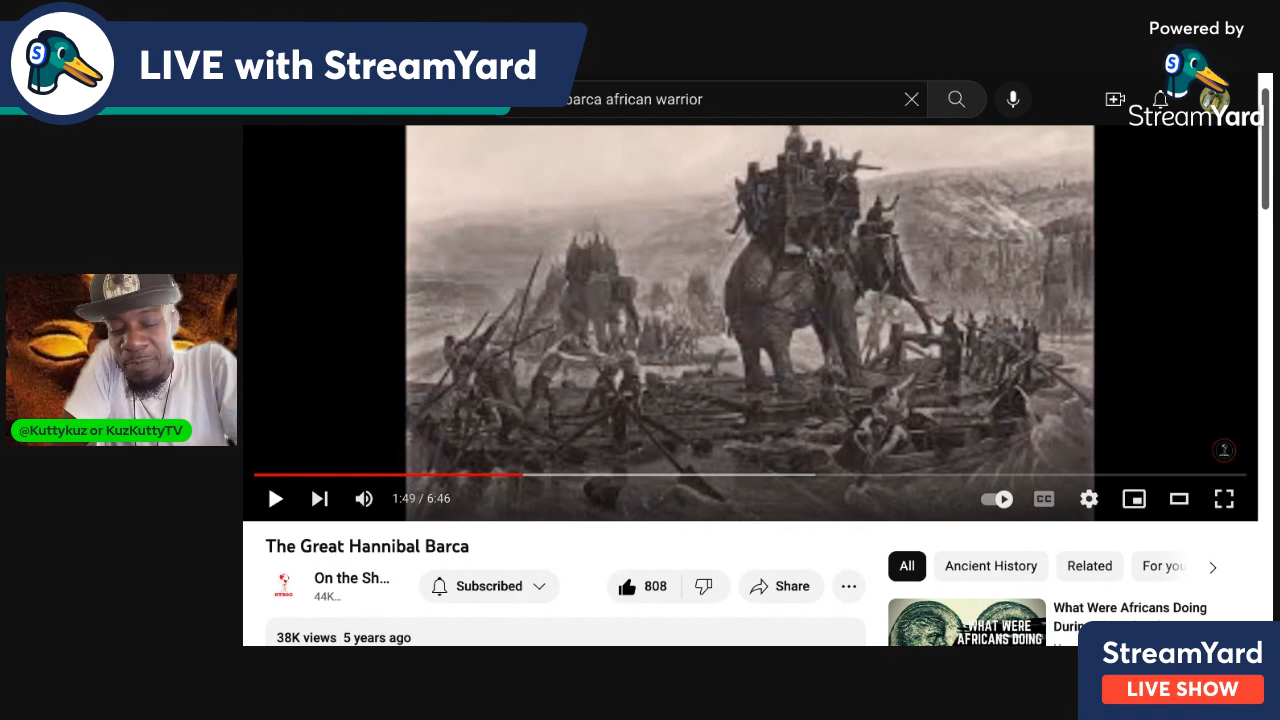 LIVE with StreamYard
Powered by
StreamYard
barca african warrior
@Kuttykuz or KuzKuttyTV
1:49 / 6:46
CC
The Great Hannibal Barca
On the Sh...
44K...
Subscribed
808
Share
38K views 5 years ago
All
Ancient History
Related
For you
What Were Africans Doing
WHAT WERE
AFRICANS DOING
StreamYard
LIVE SHOW